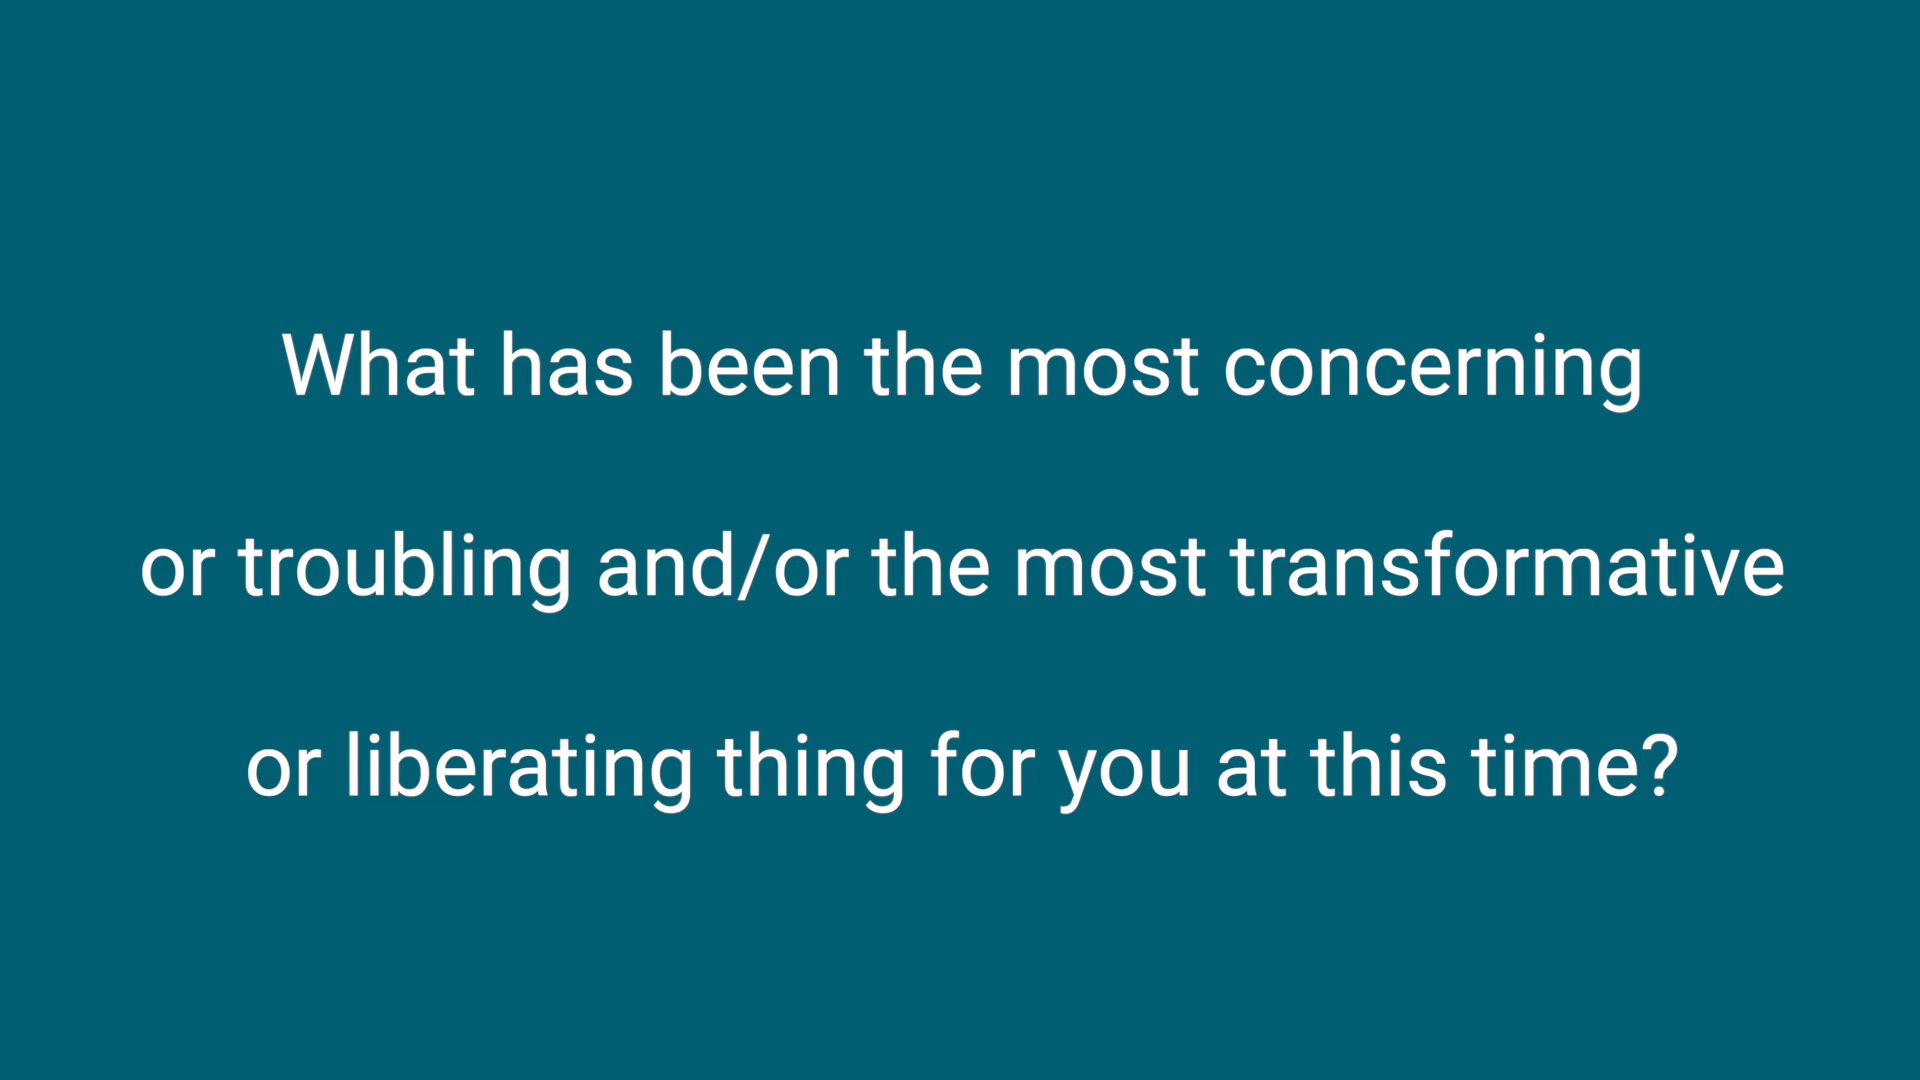 What has been the most concerning
or troubling and/or the most transformative
or liberating thing for you at this time?